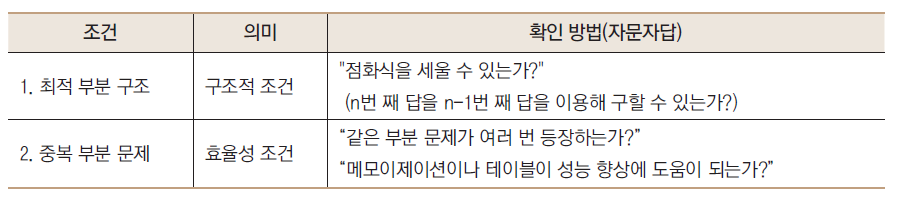 조건 의미 확인 방법(자문자답)
1. 최적 부분 구조 구조적 조건 "점화식을 세울 수 있는가?"
(n번 째 답을 n-1번 째 답을 이용해 구할 수 있는가?)
2. 중복 부분 문제 효율성 조건 “같은 부분 문제가 여러 번 등장하는가?”
“메모이제이션이나 테이블이 성능 향상에 도움이 되는가?”